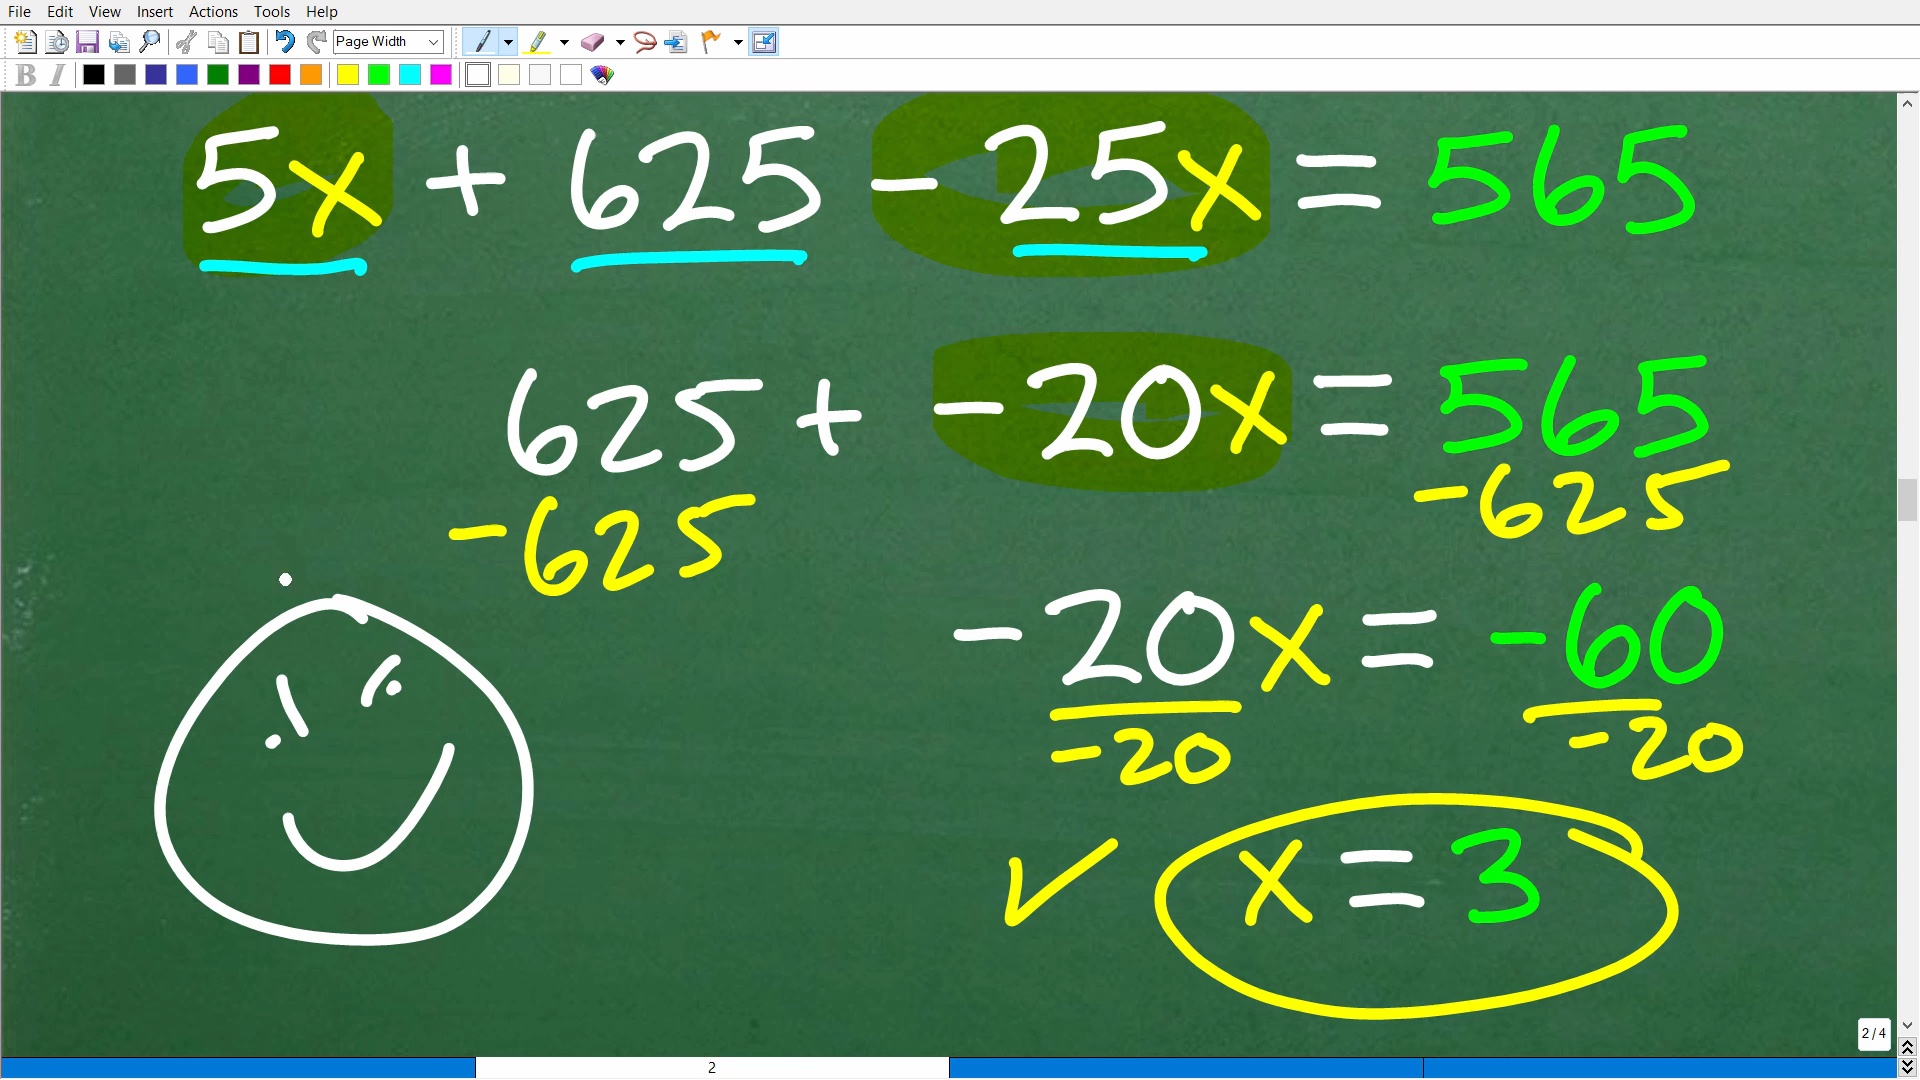 File Edit View Insert Actions Tools Help
Page Width
B I
5x + 625 - 25x = 565
625 + -20x = 565
-625 -625
-20x = -60
-20 -20
x = 3
2 / 4
2